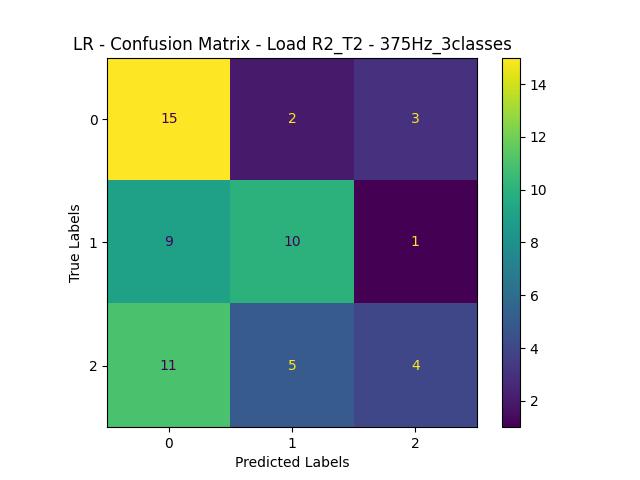 LR - Confusion Matrix - Load R2_T2 - 375Hz_3classes
True Labels
0 15 2 3
1 9 10 1
2 11 5 4
0 1 2
Predicted Labels
14
12
10
8
6
4
2